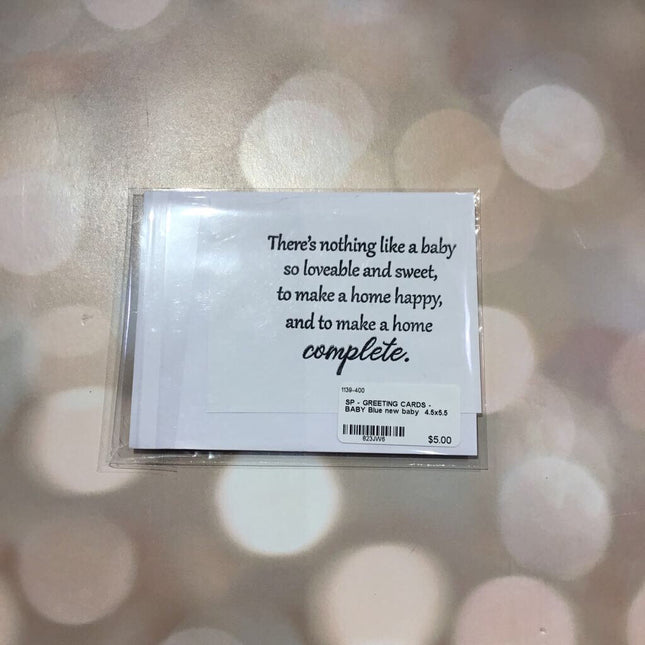 There's nothing like a baby
so loveable and sweet,
to make a home happy,
and to make a home
complete.
1139-400
SP - GREETING CARDS -
BABY Blue new baby 4.5x5.5
823JW6
$5.00